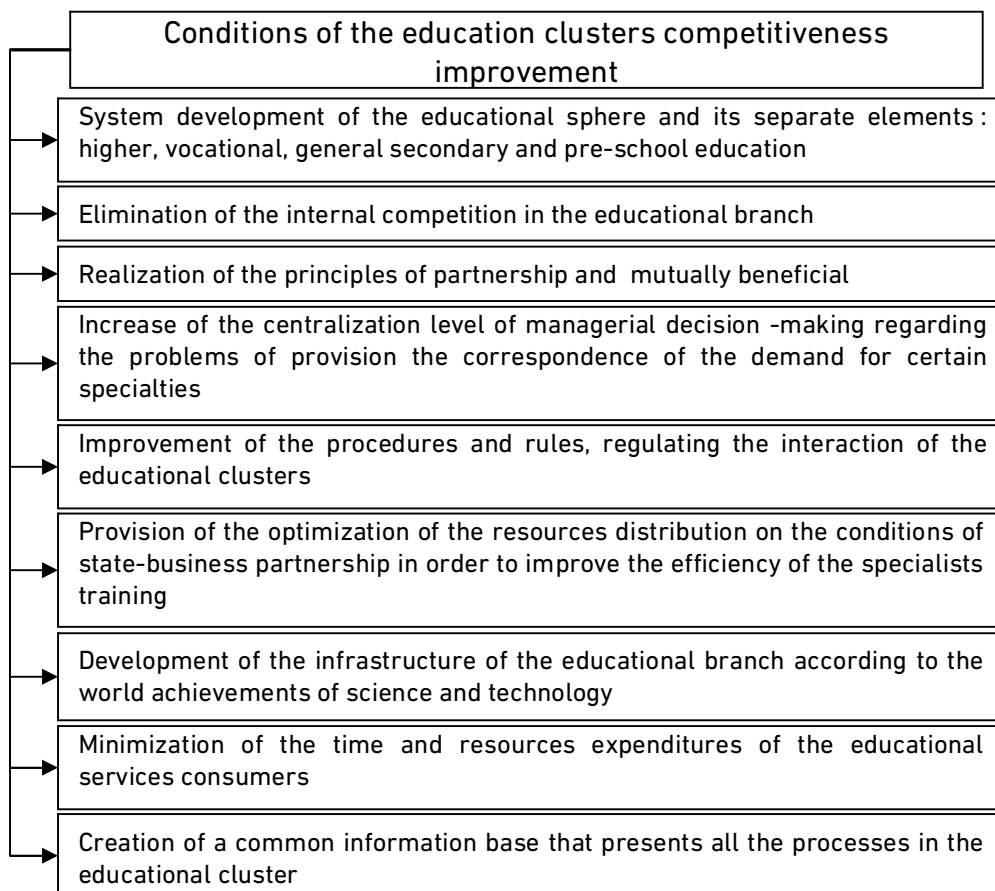 Conditions of the education clusters competitiveness
improvement
System development of the educational sphere and its separate elements :
higher, vocational, general secondary and pre-school education
Elimination of the internal competition in the educational branch
Realization of the principles of partnership and mutually beneficial
Increase of the centralization level of managerial decision -making regarding
the problems of provision the correspondence of the demand for certain
specialties
Improvement of the procedures and rules, regulating the interaction of the
educational clusters
Provision of the optimization of the resources distribution on the conditions of
state-business partnership in order to improve the efficiency of the specialists
training
Development of the infrastructure of the educational branch according to the
world achievements of science and technology
Minimization of the time and resources expenditures of the educational
services consumers
Creation of a common information base that presents all the processes in the
educational cluster